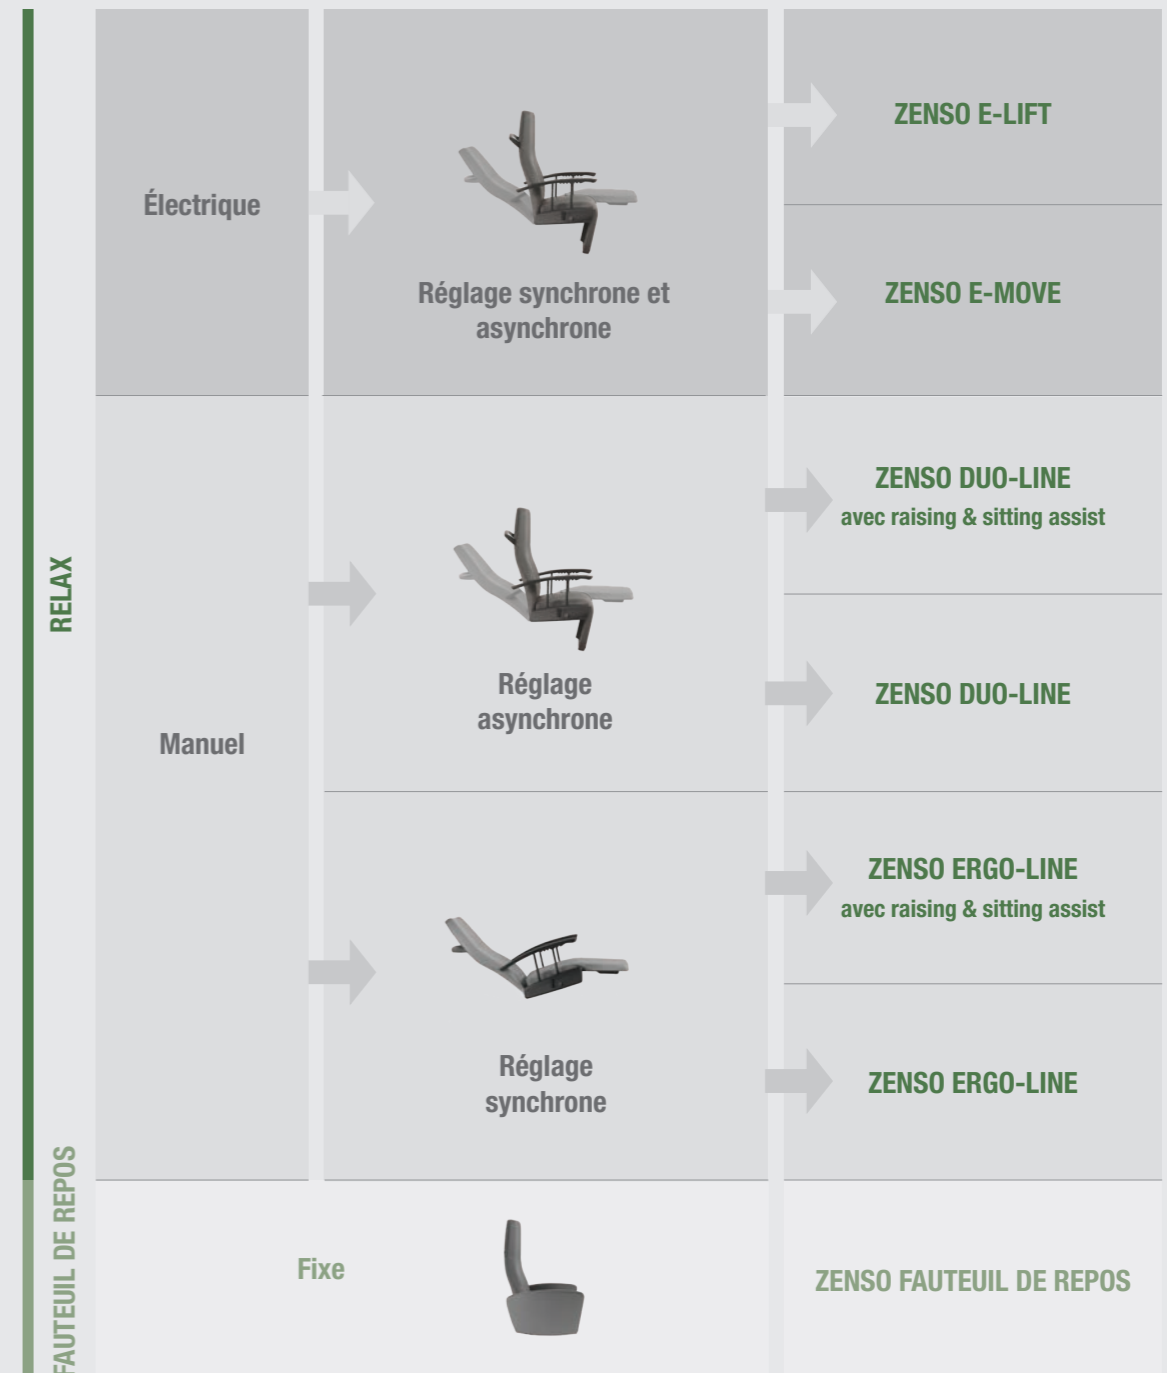 RELAX
Électrique
Réglage synchrone et
asynchrone
ZENSO E-LIFT
ZENSO E-MOVE
Manuel
Réglage
asynchrone
ZENSO DUO-LINE
avec raising & sitting assist
ZENSO DUO-LINE
Réglage
synchrone
ZENSO ERGO-LINE
avec raising & sitting assist
ZENSO ERGO-LINE
FAUTEUIL DE REPOS
Fixe
ZENSO FAUTEUIL DE REPOS